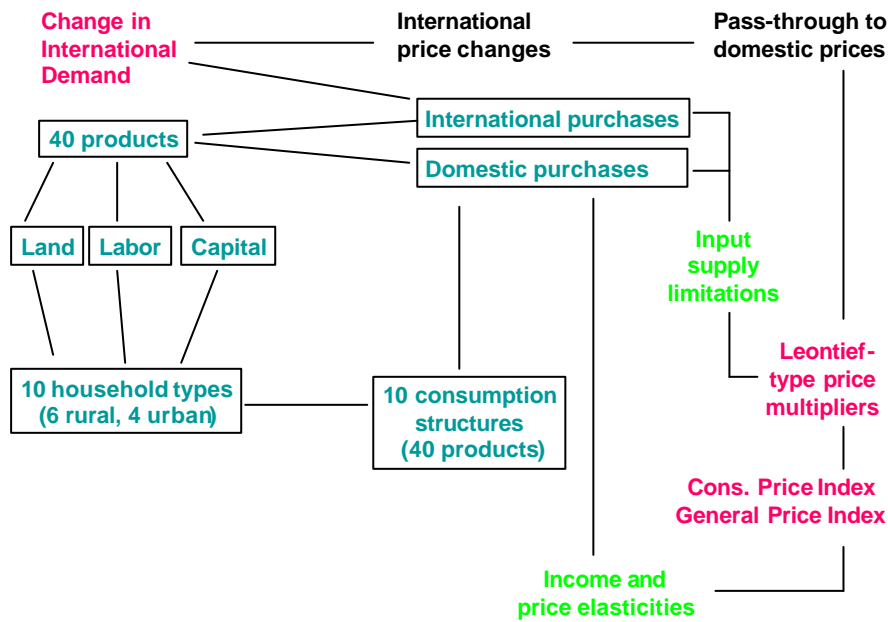 Change in
International
Demand
International
price changes
Pass-through to
domestic prices
International purchases
40 products
Domestic purchases
Land
Labor
Capital
Input
supply
limitations
Leontief-
type price
multipliers
10 household types
(6 rural, 4 urban)
10 consumption
structures
(40 products)
Cons. Price Index
General Price Index
Income and
price elasticities